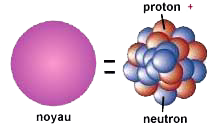 proton +
=
noyau
neutron